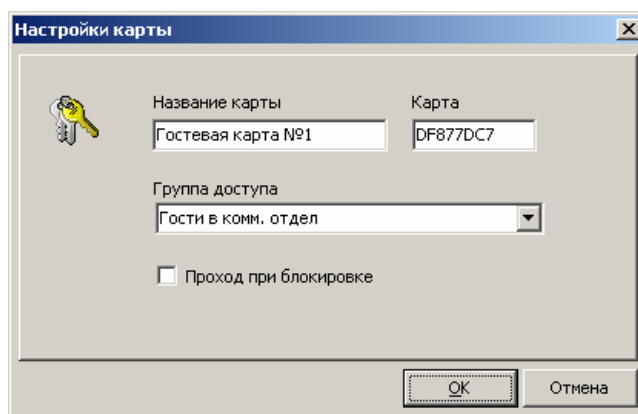 Настройки карты
Название карты Карта
Гостевая карта №1 DF877DC7
Группа доступа
Гости в комм. отдел
Проход при блокировке
OK Отмена